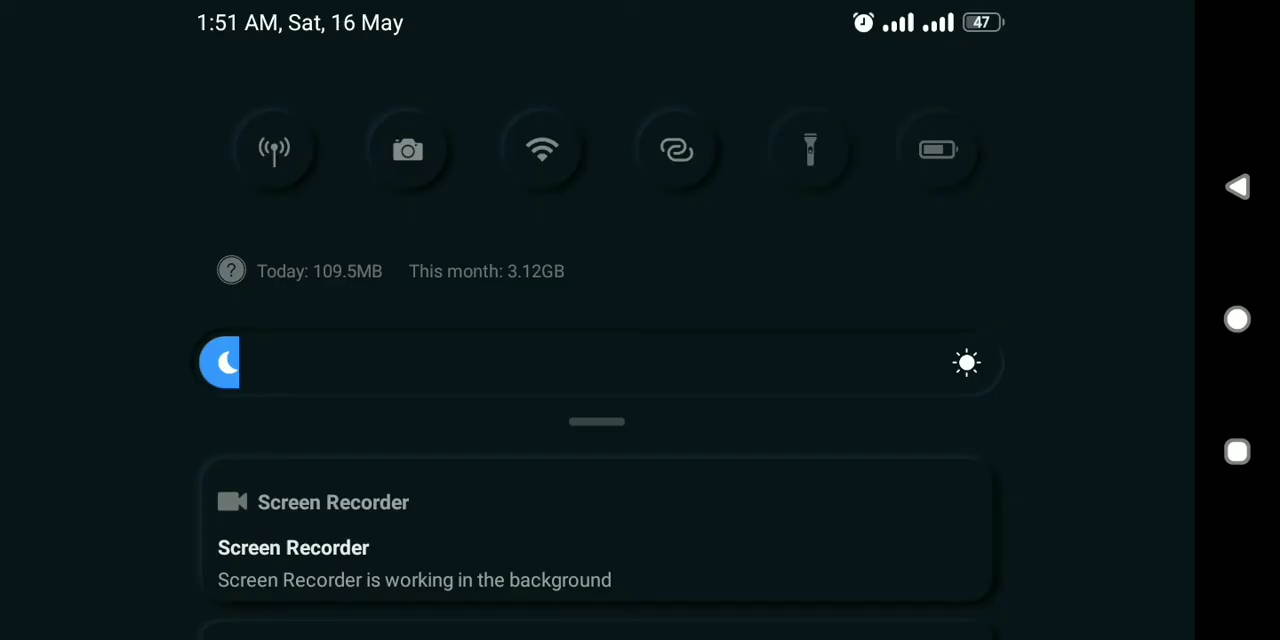 1:51 AM, Sat, 16 May
47
Today: 109.5MB This month: 3.12GB
Screen Recorder
Screen Recorder
Screen Recorder is working in the background